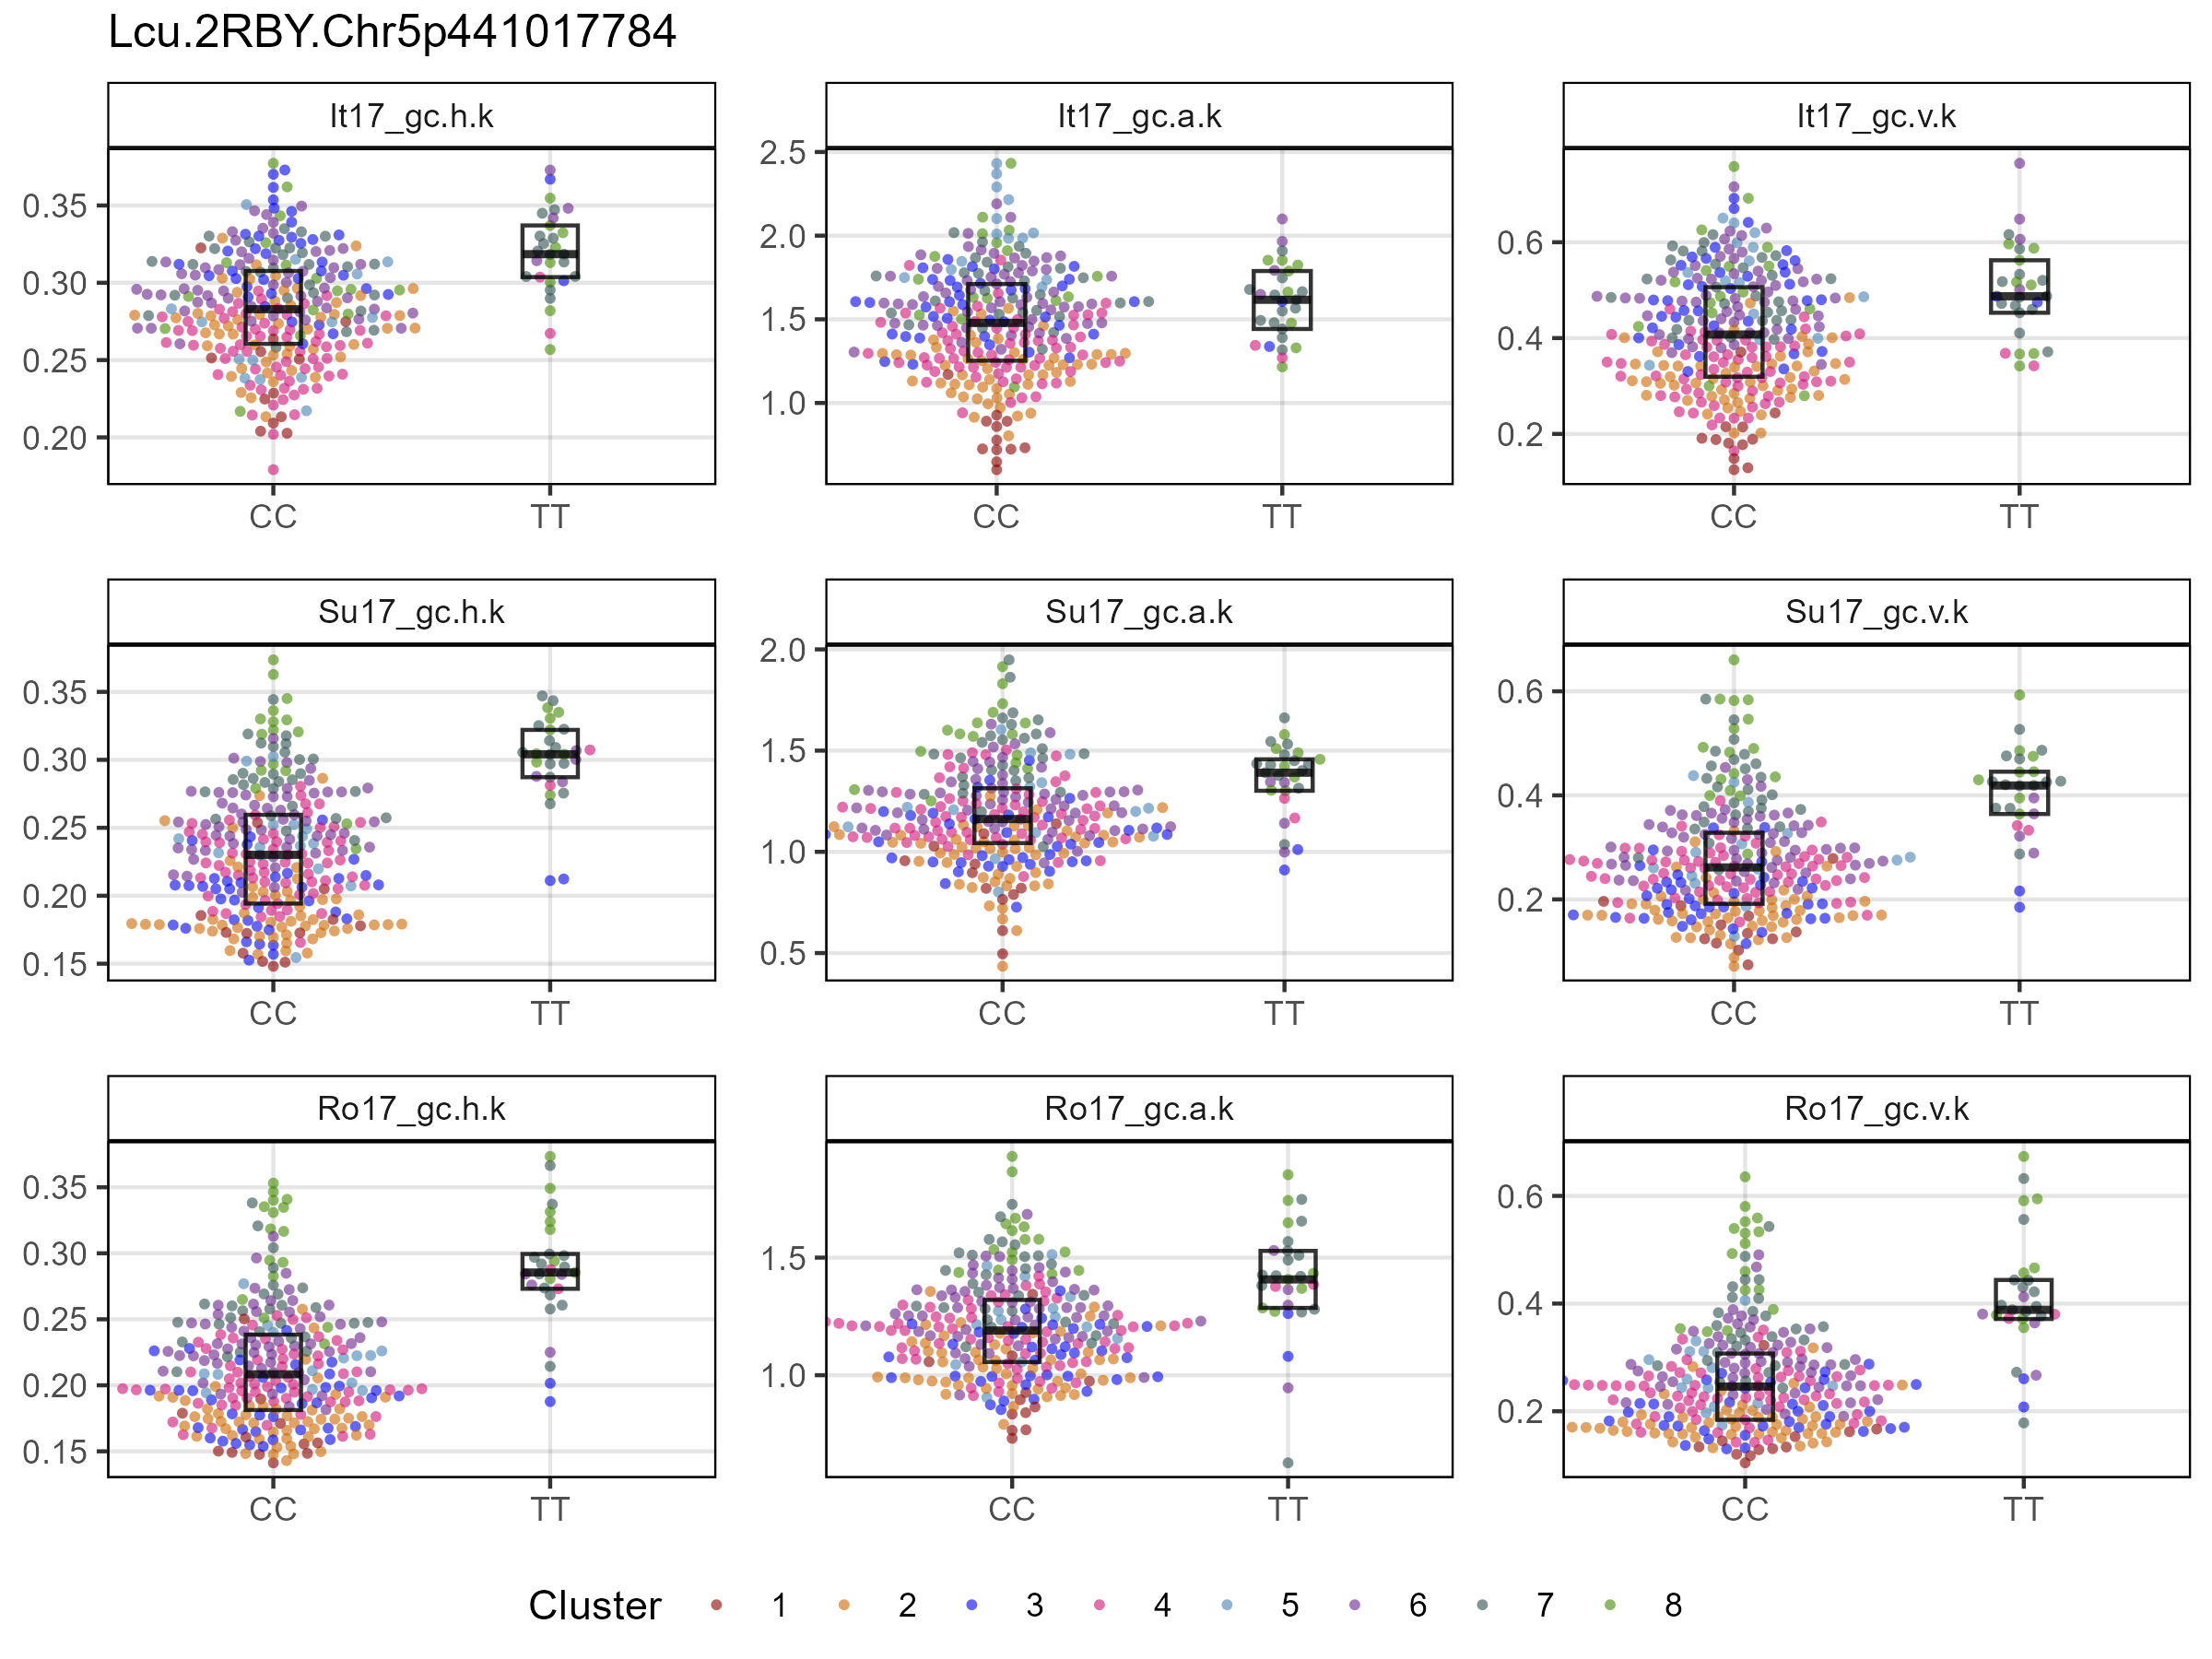 Lcu.2RBY.Chr5p441017784
It17_gc.h.k
It17_gc.a.k
It17_gc.v.k
0.35
0.30
0.25
0.20
2.5
2.0
1.5
1.0
0.6
0.4
0.2
CC TT
CC TT
CC TT
Su17_gc.h.k
Su17_gc.a.k
Su17_gc.v.k
0.35
0.30
0.25
0.20
0.15
2.0
1.5
1.0
0.5
0.6
0.4
0.2
CC TT
CC TT
CC TT
Ro17_gc.h.k
Ro17_gc.a.k
Ro17_gc.v.k
0.35
0.30
0.25
0.20
0.15
1.5
1.0
0.6
0.4
0.2
CC TT
CC TT
CC TT
Cluster 1 2 3 4 5 6 7 8